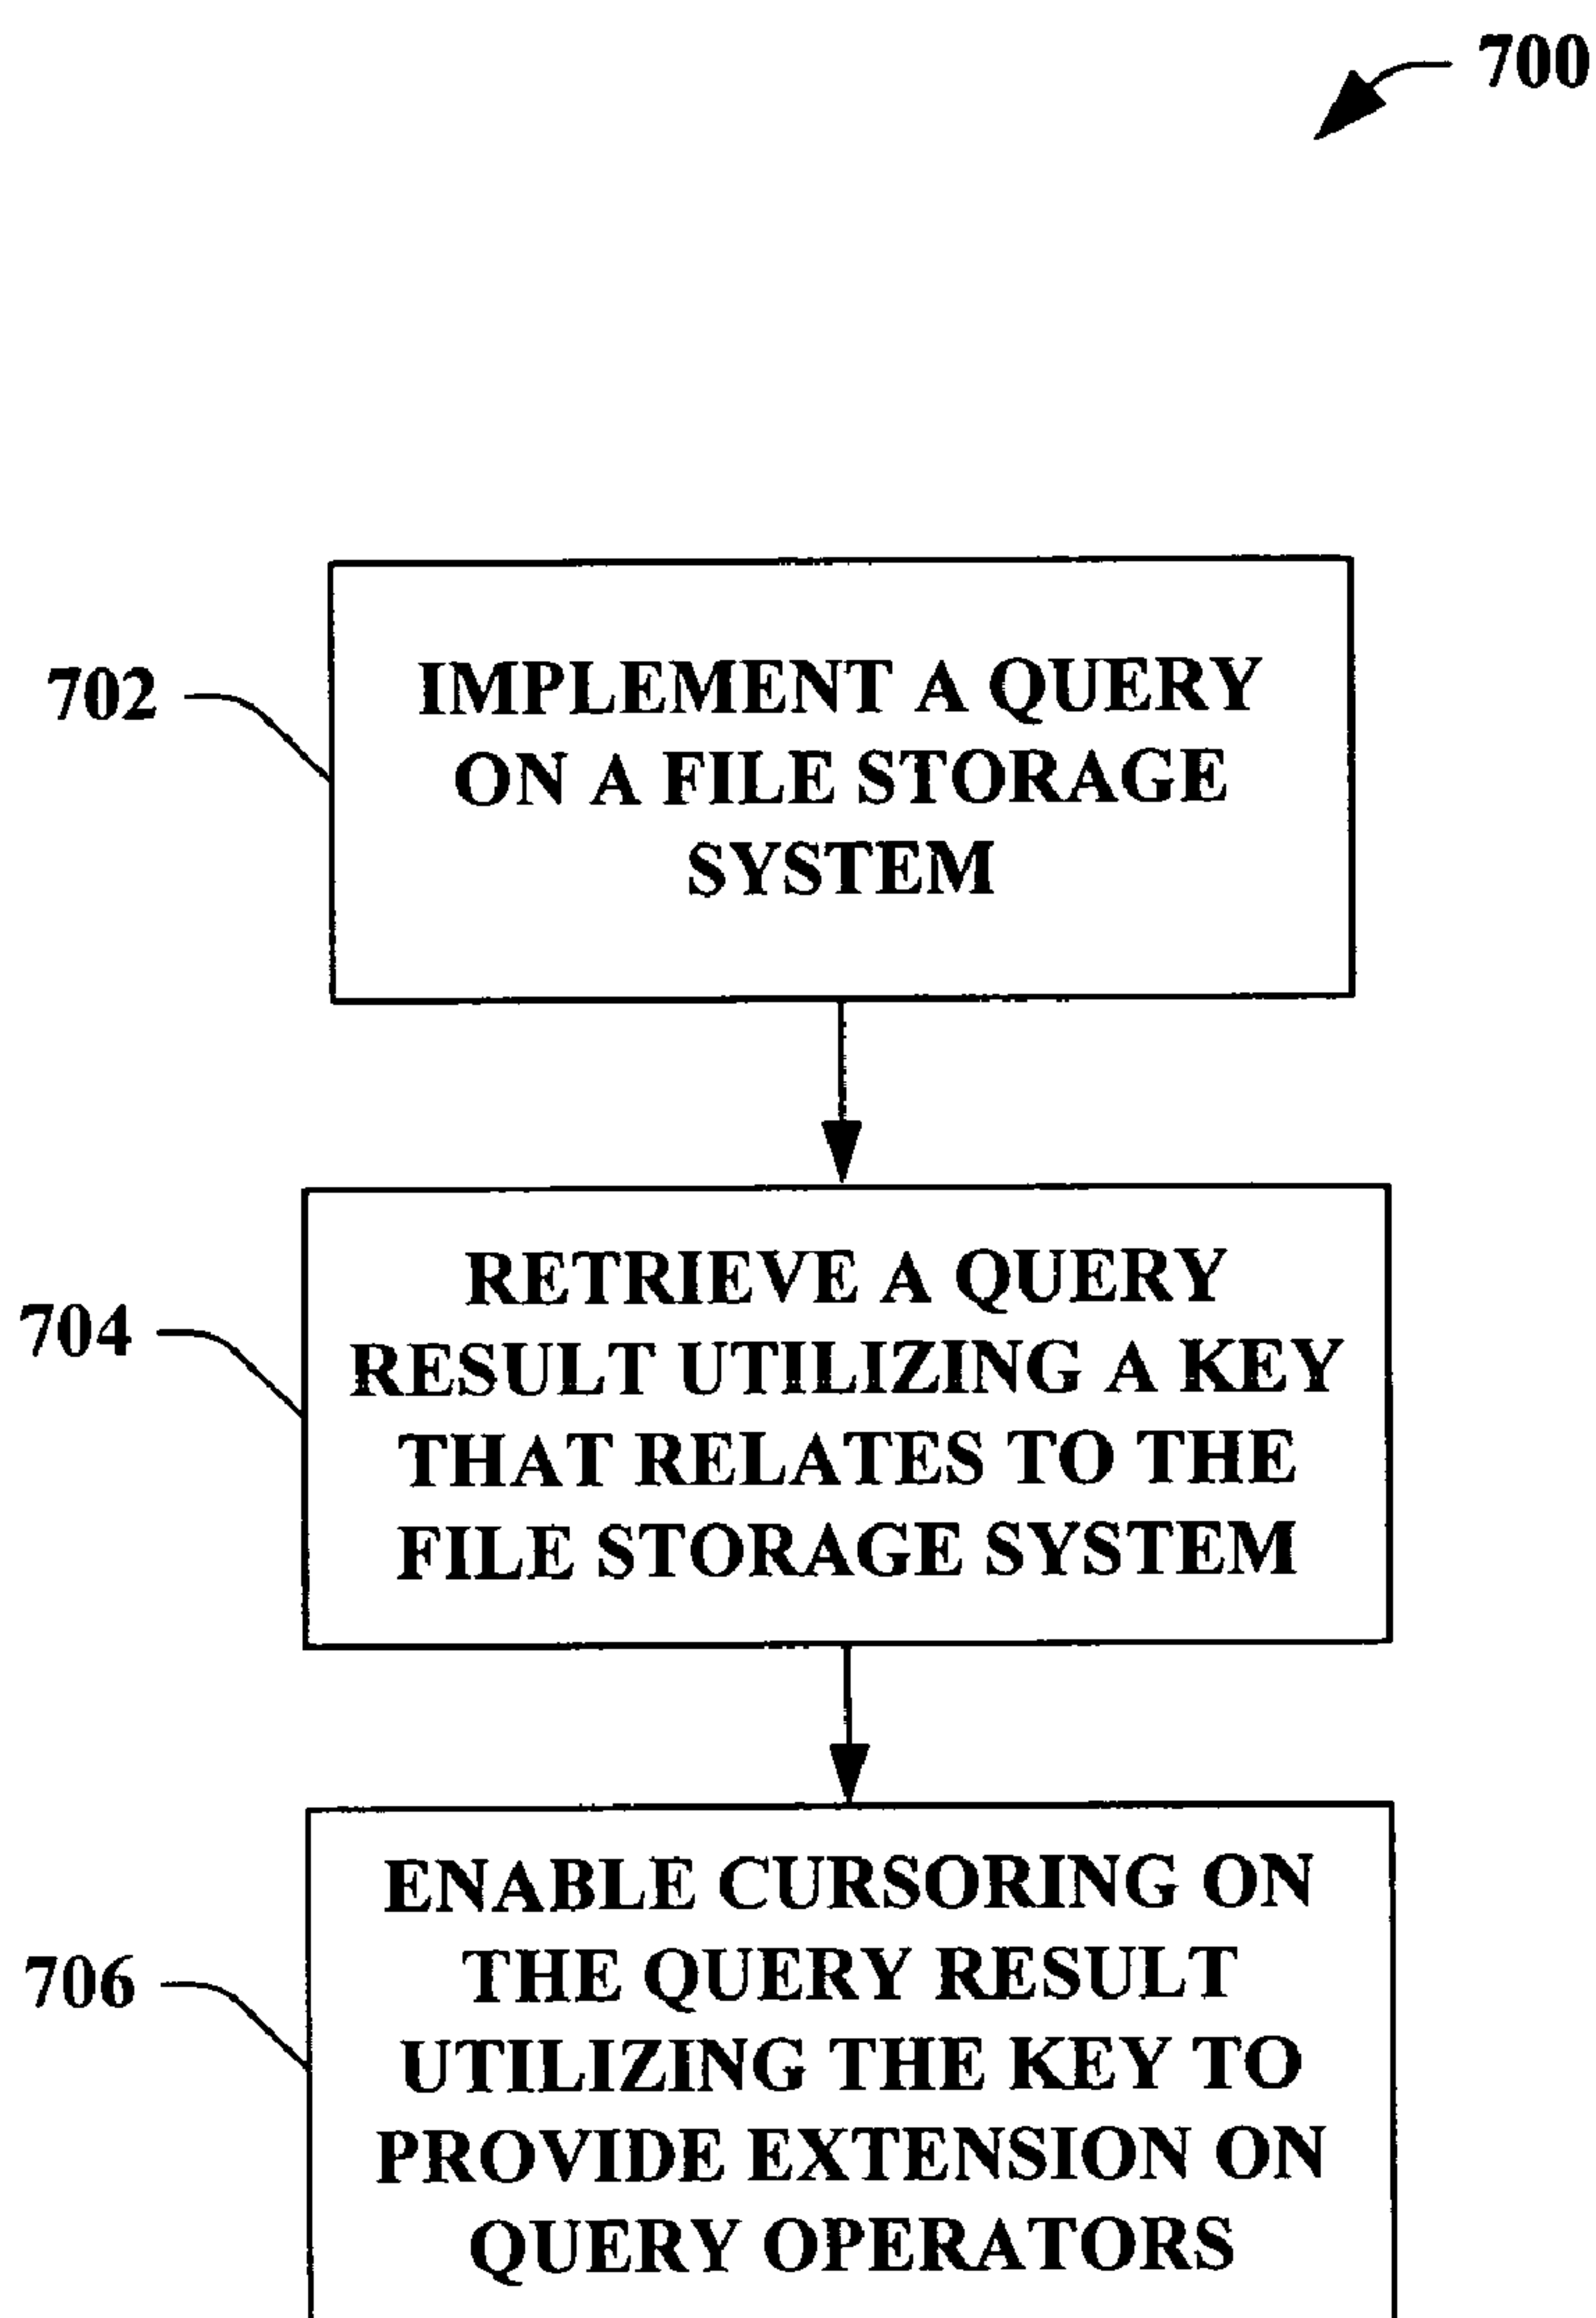 700
702
IMPLEMENT A QUERY
ON A FILE STORAGE
SYSTEM
704
RETRIEVE A QUERY
RESULT UTILIZING A KEY
THAT RELATES TO THE
FILE STORAGE SYSTEM
706
ENABLE CURSORING ON
THE QUERY RESULT
UTILIZING THE KEY TO
PROVIDE EXTENSION ON
QUERY OPERATORS